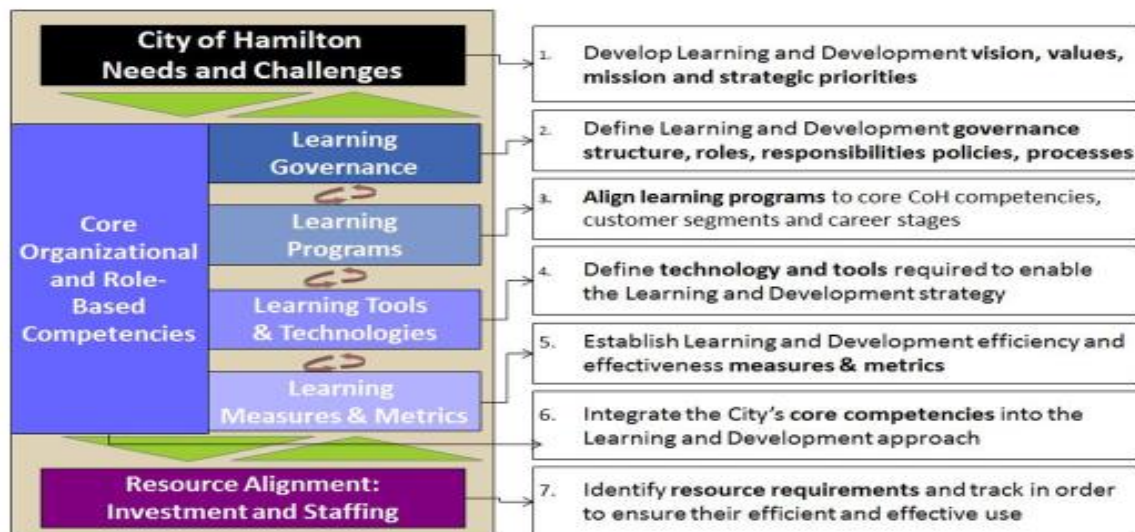 City of Hamilton
Needs and Challenges
Core
Organizational
and Role-
Based
Competencies
Learning
Governance
Learning
Programs
Learning Tools
& Technologies
Learning
Measures & Metrics
Resource Alignment:
Investment and Staffing
1. Develop Learning and Development vision, values,
mission and strategic priorities
2. Define Learning and Development governance
structure, roles, responsibilities policies, processes
3. Align learning programs to core CoH competencies,
customer segments and career stages
4. Define technology and tools required to enable
the Learning and Development strategy
5. Establish Learning and Development efficiency and
effectiveness measures & metrics
6. Integrate the City's core competencies into the
Learning and Development approach
7. Identify resource requirements and track in order
to ensure their efficient and effective use